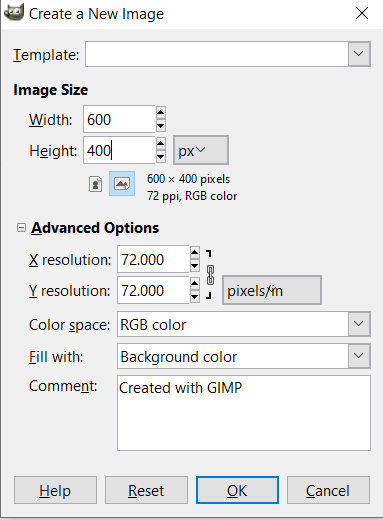 Create a New Image
Template:
Image Size
Width: 600
Height: 400 px
600 × 400 pixels
72 ppi, RGB color
Advanced Options
X resolution: 72.000
Y resolution: 72.000 pixels/in
Color space: RGB color
Fill with: Background color
Comment: Created with GIMP
Help Reset OK Cancel